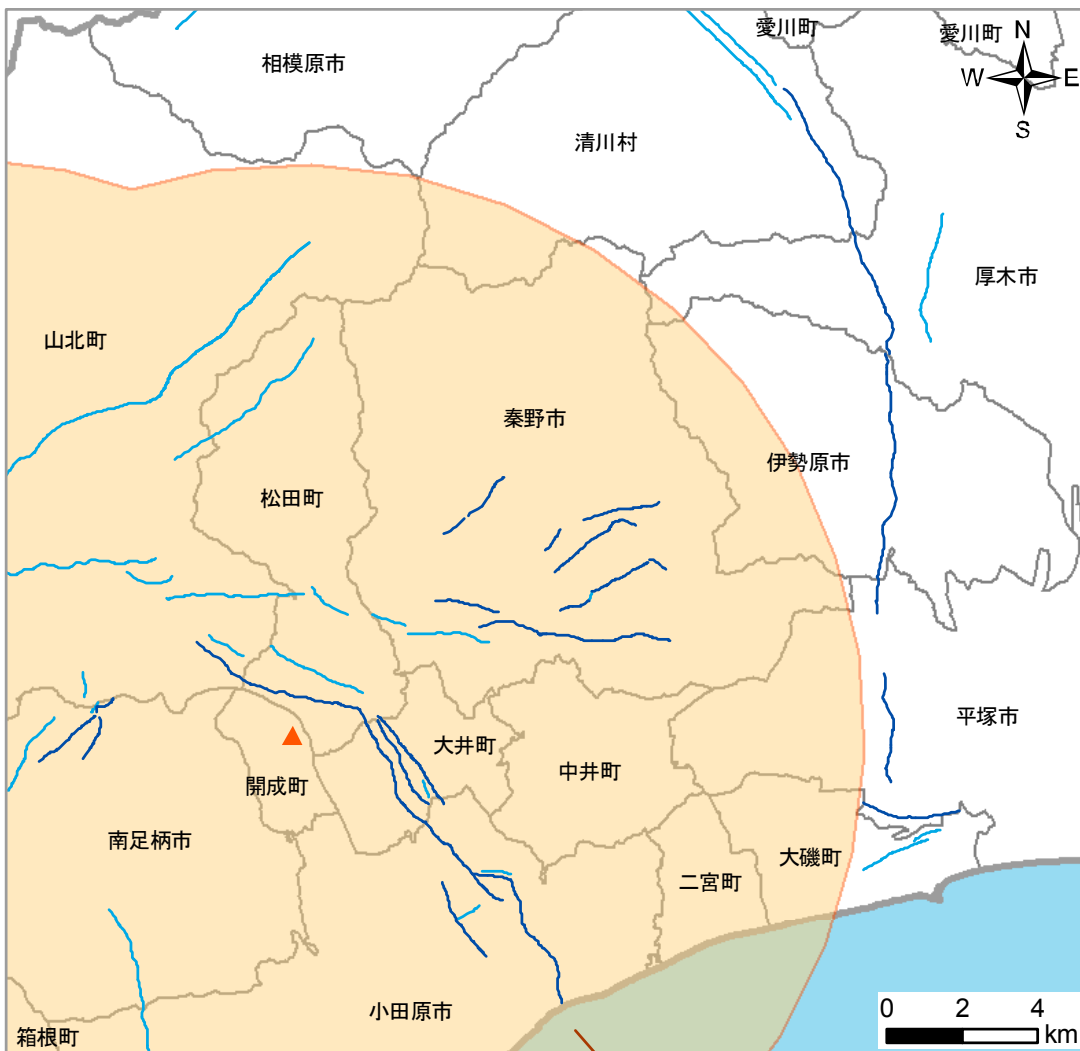 愛川町
愛川町
N
W
E
S
相模原市
清川村
厚木市
山北町
秦野市
伊勢原市
松田町
平塚市
大井町
中井町
開成町
南足柄市
大磯町
二宮町
小田原市
箱根町
0 2 4
km